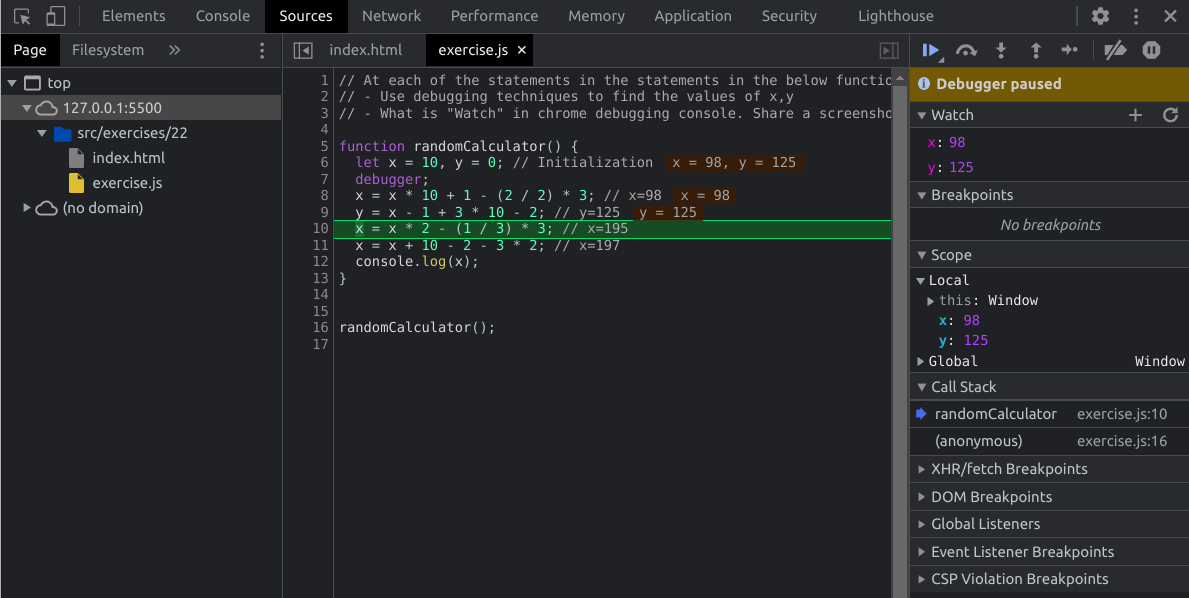 Elements Console Sources Network Performance Memory Application Security Lighthouse
Page Filesystem »
index.html exercise.js ×
top
127.0.0.1:5500
src/exercises/22
index.html
exercise.js
(no domain)
1 // At each of the statements in the statements in the below functio
2 // - Use debugging techniques to find the values of x,y
3 // - What is "Watch" in chrome debugging console. Share a screensho
4
5 function randomCalculator() {
6 let x = 10, y = 0; // Initialization x = 98, y = 125
7 debugger;
8 x = x * 10 + 1 - (2 / 2) * 3; // x=98 x = 98
9 y = x - 1 + 3 * 10 - 2; // y=125 y = 125
10 x = x * 2 - (1 / 3) * 3; // x=195
11 x = x + 10 - 2 - 3 * 2; // x=197
12 console.log(x);
13 }
14
15
16 randomCalculator();
17
Debugger paused
Watch
x: 98
y: 125
Breakpoints
No breakpoints
Scope
Local
this: Window
x: 98
y: 125
Global Window
Call Stack
randomCalculator exercise.js:10
(anonymous) exercise.js:16
XHR/fetch Breakpoints
DOM Breakpoints
Global Listeners
Event Listener Breakpoints
CSP Violation Breakpoints